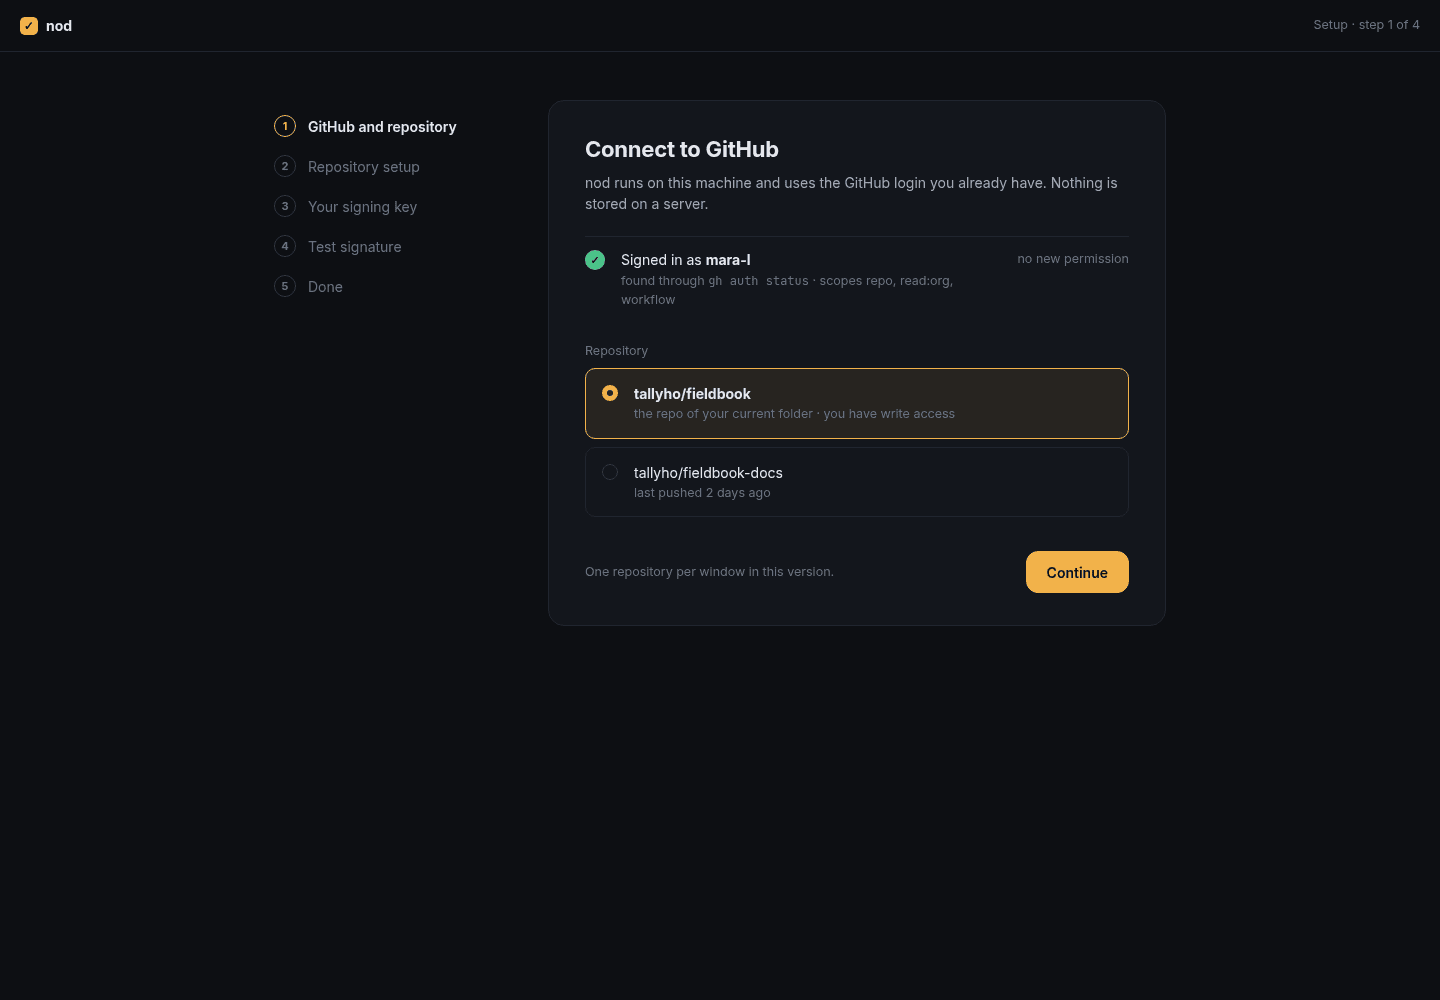 ✓ nod
Setup · step 1 of 4
1 GitHub and repository
2 Repository setup
3 Your signing key
4 Test signature
5 Done
Connect to GitHub
nod runs on this machine and uses the GitHub login you already have. Nothing is
stored on a server.
✓ Signed in as mara-l
no new permission
found through gh auth status · scopes repo, read:org,
workflow
Repository
tallyho/fieldbook
the repo of your current folder · you have write access
tallyho/fieldbook-docs
last pushed 2 days ago
One repository per window in this version.
Continue